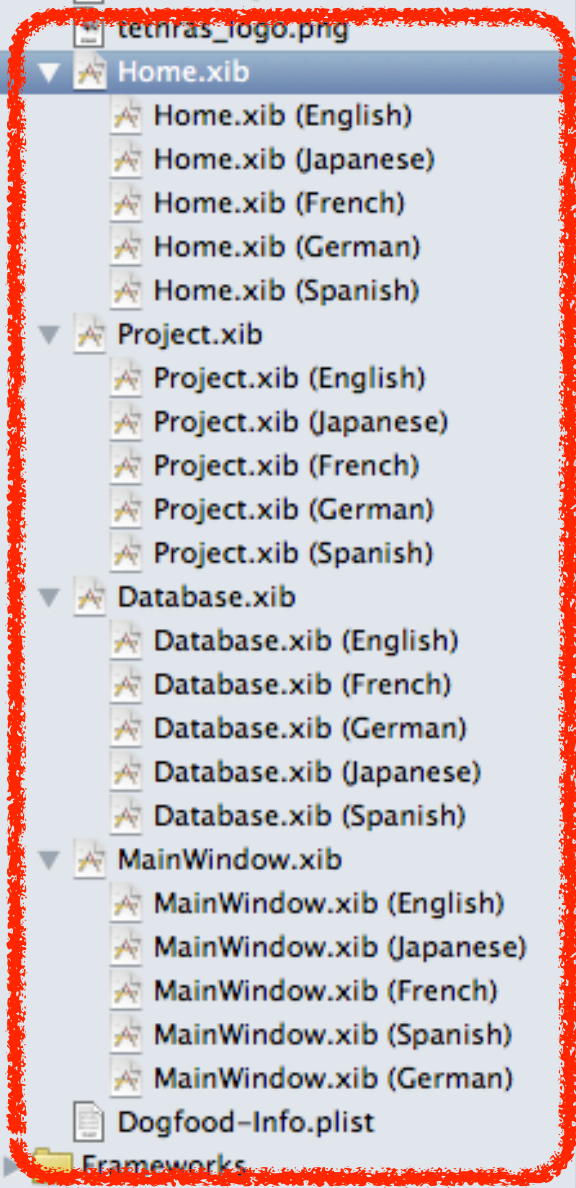 tethras_logo.png
Home.xib
Home.xib (English)
Home.xib (Japanese)
Home.xib (French)
Home.xib (German)
Home.xib (Spanish)
Project.xib
Project.xib (English)
Project.xib (Japanese)
Project.xib (French)
Project.xib (German)
Project.xib (Spanish)
Database.xib
Database.xib (English)
Database.xib (French)
Database.xib (German)
Database.xib (Japanese)
Database.xib (Spanish)
MainWindow.xib
MainWindow.xib (English)
MainWindow.xib (Japanese)
MainWindow.xib (French)
MainWindow.xib (Spanish)
MainWindow.xib (German)
Dogfood-Info.plist
Frameworks